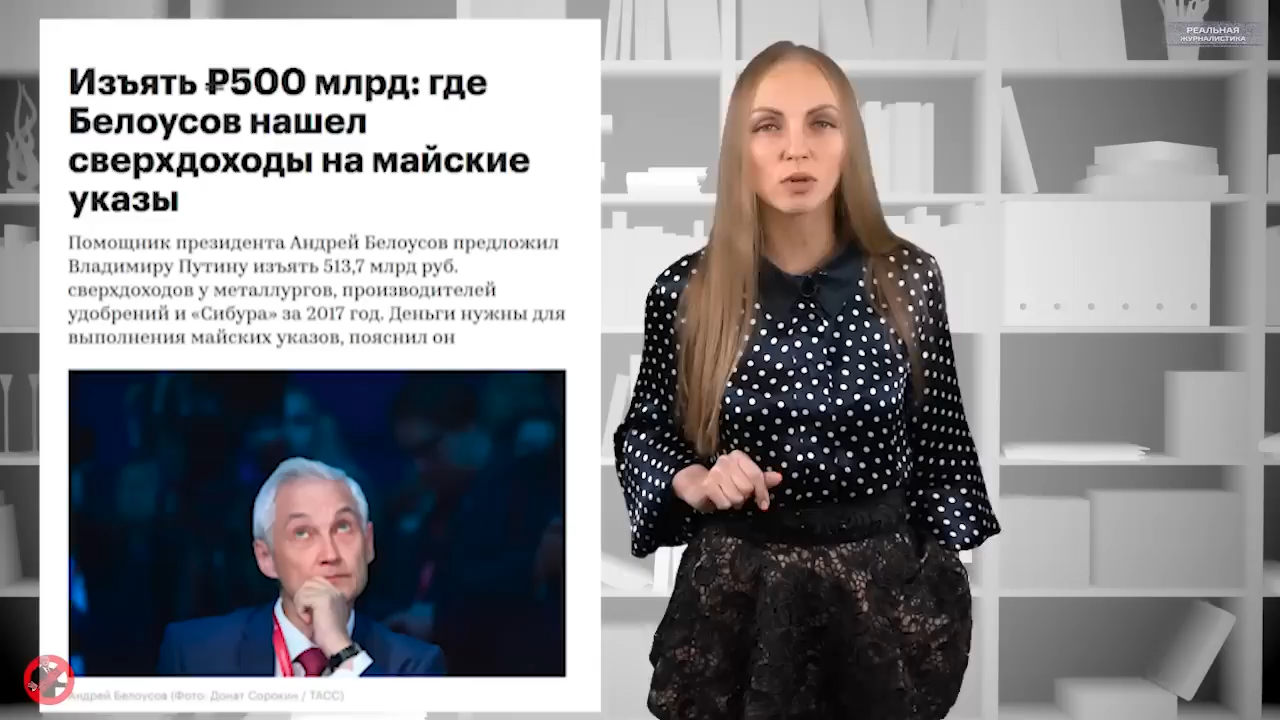 Изъять ₽500 млрд: где
Белоусов нашел
сверхдоходы на майские
указы
Помощник президента Андрей Белоусов предложил
Владимиру Путину изъять 513,7 млрд руб.
сверхдоходов у металлургов, производителей
удобрений и «Сибура» за 2017 год. Деньги нужны для
выполнения майских указов, пояснил он
Андрей Белоусов (Фото: Донат Сорокин / ТАСС)
РЕАЛЬНАЯ
ЖУРНАЛИСТИКА